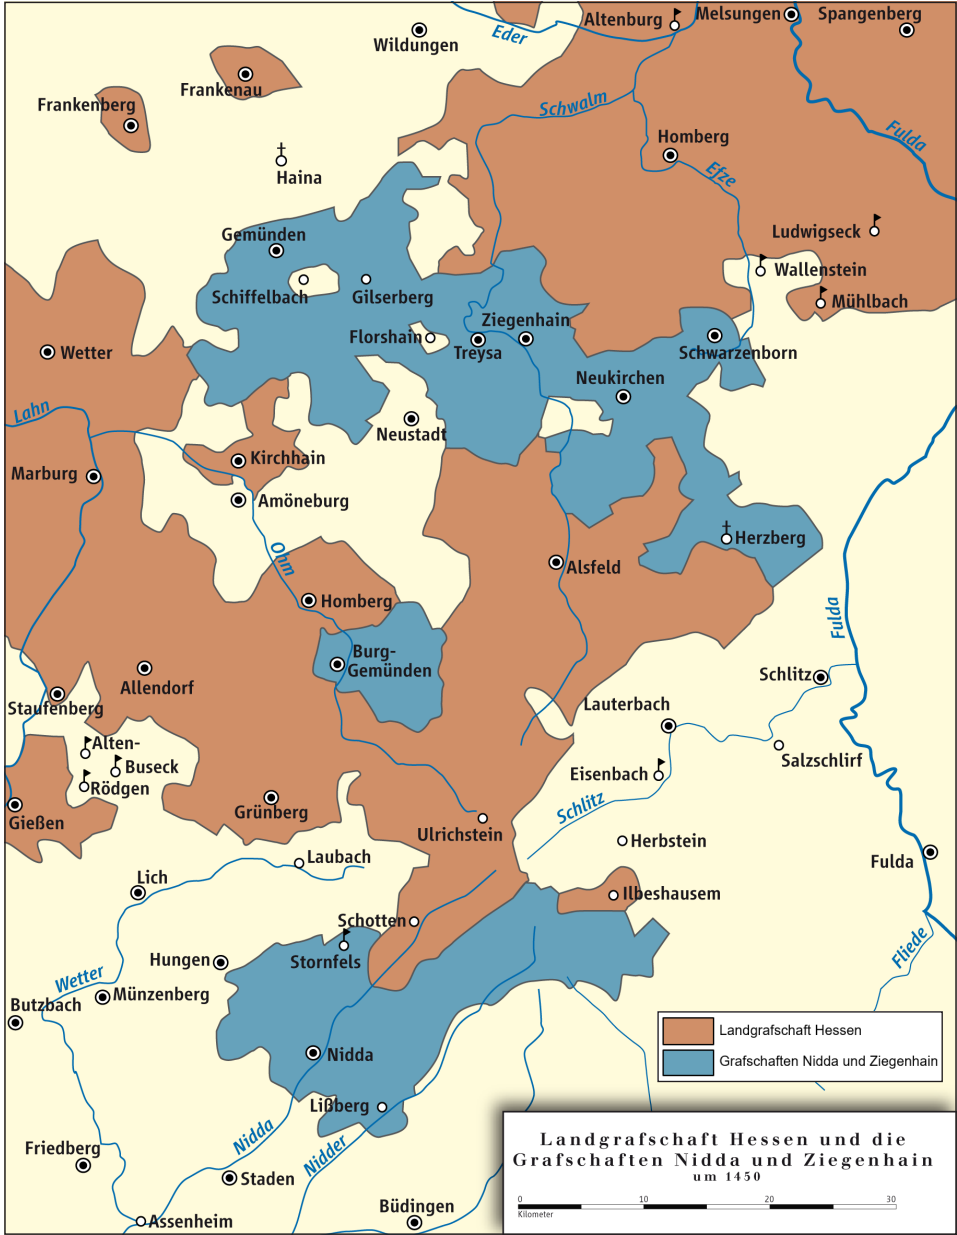 Altenburg
Melsungen
Spangenberg
Eder
Wildungen
Frankenau
Frankenberg
Schwalm
Fulda
Homberg
Haina
Efze
Gemünden
Ludwigseck
Wallenstein
Schiffelbach
Gilserberg
Mühlbach
Florshain
Ziegenhain
Treysa
Wetter
Schwarzenborn
Neukirchen
Lahn
Neustadt
Kirchhain
Marburg
Amöneburg
Ohm
Herzberg
Alsfeld
Homberg
Fulda
Burg-
Gemünden
Allendorf
Schlitz
Staufenberg
Lauterbach
Alten-
Buseck
Rödgen
Salzschlirf
Eisenbach
Schlitz
Grünberg
Gießen
Ulrichstein
Herbstein
Laubach
Fulda
Lich
Ilbeshausem
Schotten
Hungen
Stornfels
Fliede
Wetter
Münzenberg
Butzbach
Landgrafschaft Hessen
Grafschaften Nidda und Ziegenhain
Nidda
Lißberg
Nidda
Nidder
Friedberg
Staden
Büdingen
Assenheim
Landgrafschaft Hessen und die
Grafschaften Nidda und Ziegenhain
um 1450
0 10 20 30
Kilometer